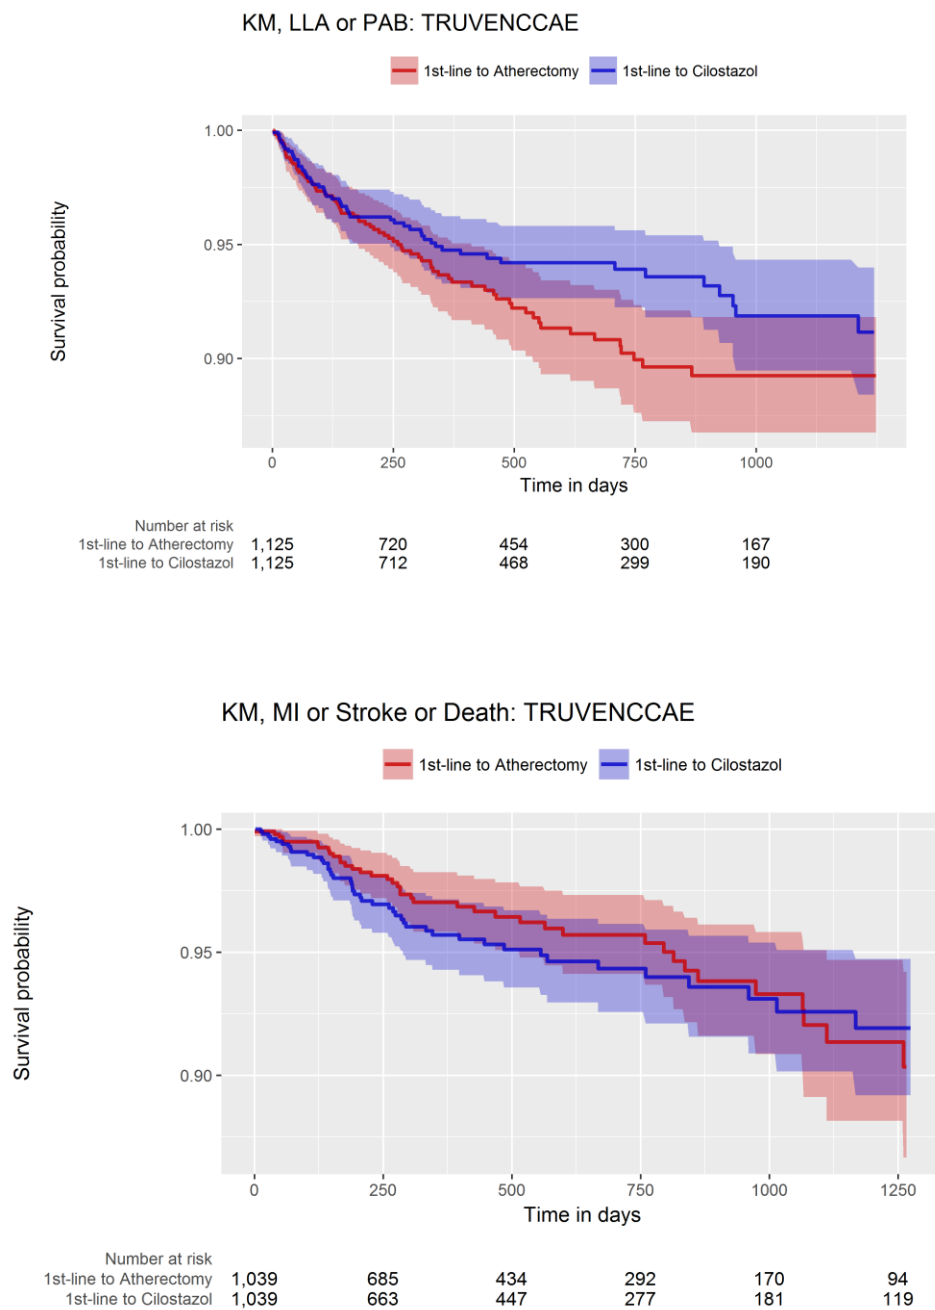 KM, LLA or PAB: TRUVENCCAE
1st-line to Atherectomy 1st-line to Cilostazol
1.00
0.95
0.90
Survival probability
0 250 500 750 1000
Time in days
Number at risk
1st-line to Atherectomy 1,125 720 454 300 167
1st-line to Cilostazol 1,125 712 468 299 190
KM, MI or Stroke or Death: TRUVENCCAE
1st-line to Atherectomy 1st-line to Cilostazol
1.00
0.95
0.90
Survival probability
0 250 500 750 1000 1250
Time in days
Number at risk
1st-line to Atherectomy 1,039 685 434 292 170 94
1st-line to Cilostazol 1,039 663 447 277 181 119